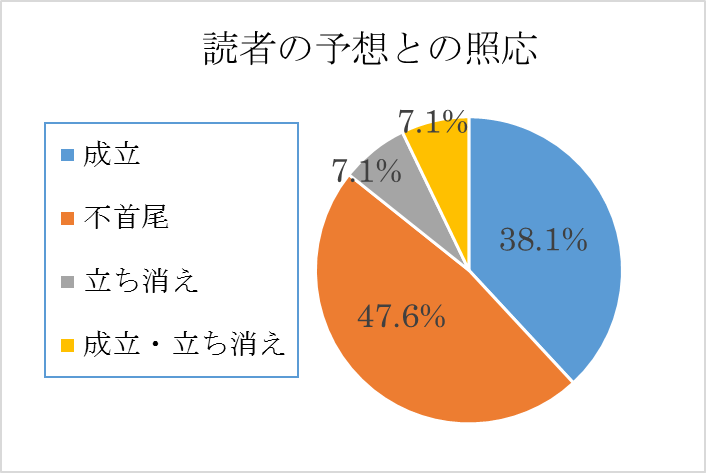 読者の予想との照応
成立
不首尾
立ち消え
成立・立ち消え
7.1%
7.1%
38.1%
47.6%